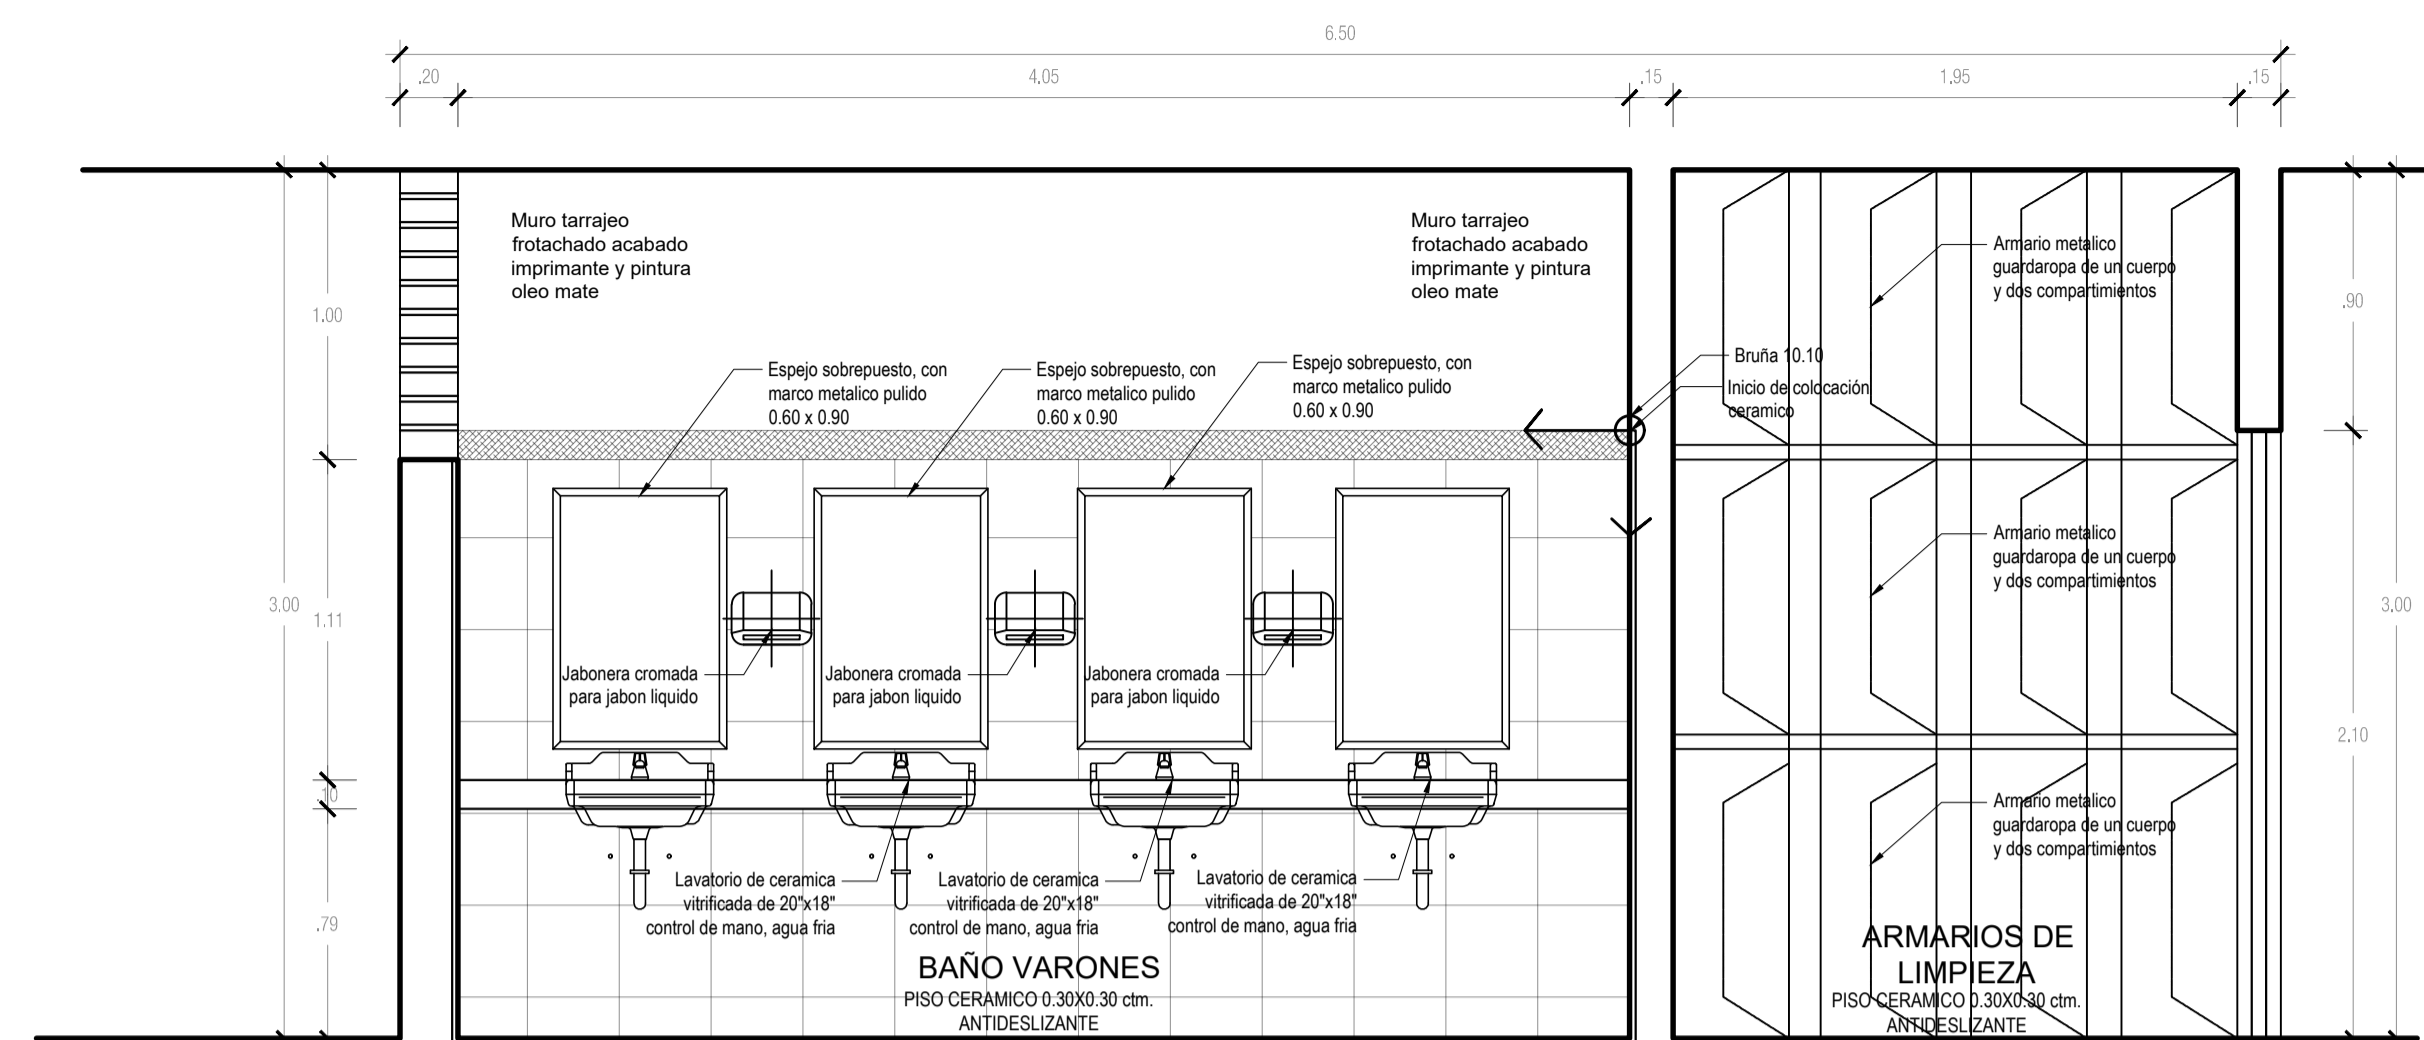 6.50
.20
4.05
.15
1.95
.15
Muro tarrajeo
frotachado acabado
imprimante y pintura
oleo mate
Muro tarrajeo
frotachado acabado
imprimante y pintura
oleo mate
Armario metalico
guardaropa de un cuerpo
y dos compartimientos
1.00
.90
Espejo sobrepuesto, con
marco metalico pulido
0.60 x 0.90
Espejo sobrepuesto, con
marco metalico pulido
0.60 x 0.90
Espejo sobrepuesto, con
marco metalico pulido
0.60 x 0.90
Bruña 10.10
Inicio de colocación
ceramico
Armario metalico
guardaropa de un cuerpo
y dos compartimientos
3.00
1.11
3.00
Jabonera cromada
para jabon liquido
Jabonera cromada
para jabon liquido
Jabonera cromada
para jabon liquido
2.10
.10
Armario metalico
guardaropa de un cuerpo
y dos compartimientos
.79
Lavatorio de ceramica
vitrificada de 20"x18"
control de mano, agua fria
Lavatorio de ceramica
vitrificada de 20"x18"
control de mano, agua fria
Lavatorio de ceramica
vitrificada de 20"x18"
control de mano, agua fria
BAÑO VARONES
PISO CERAMICO 0.30X0.30 ctm.
ANTIDESLIZANTE
ARMARIOS DE
LIMPIEZA
PISO CERAMICO 0.30X0.30 ctm.
ANTIDESLIZANTE